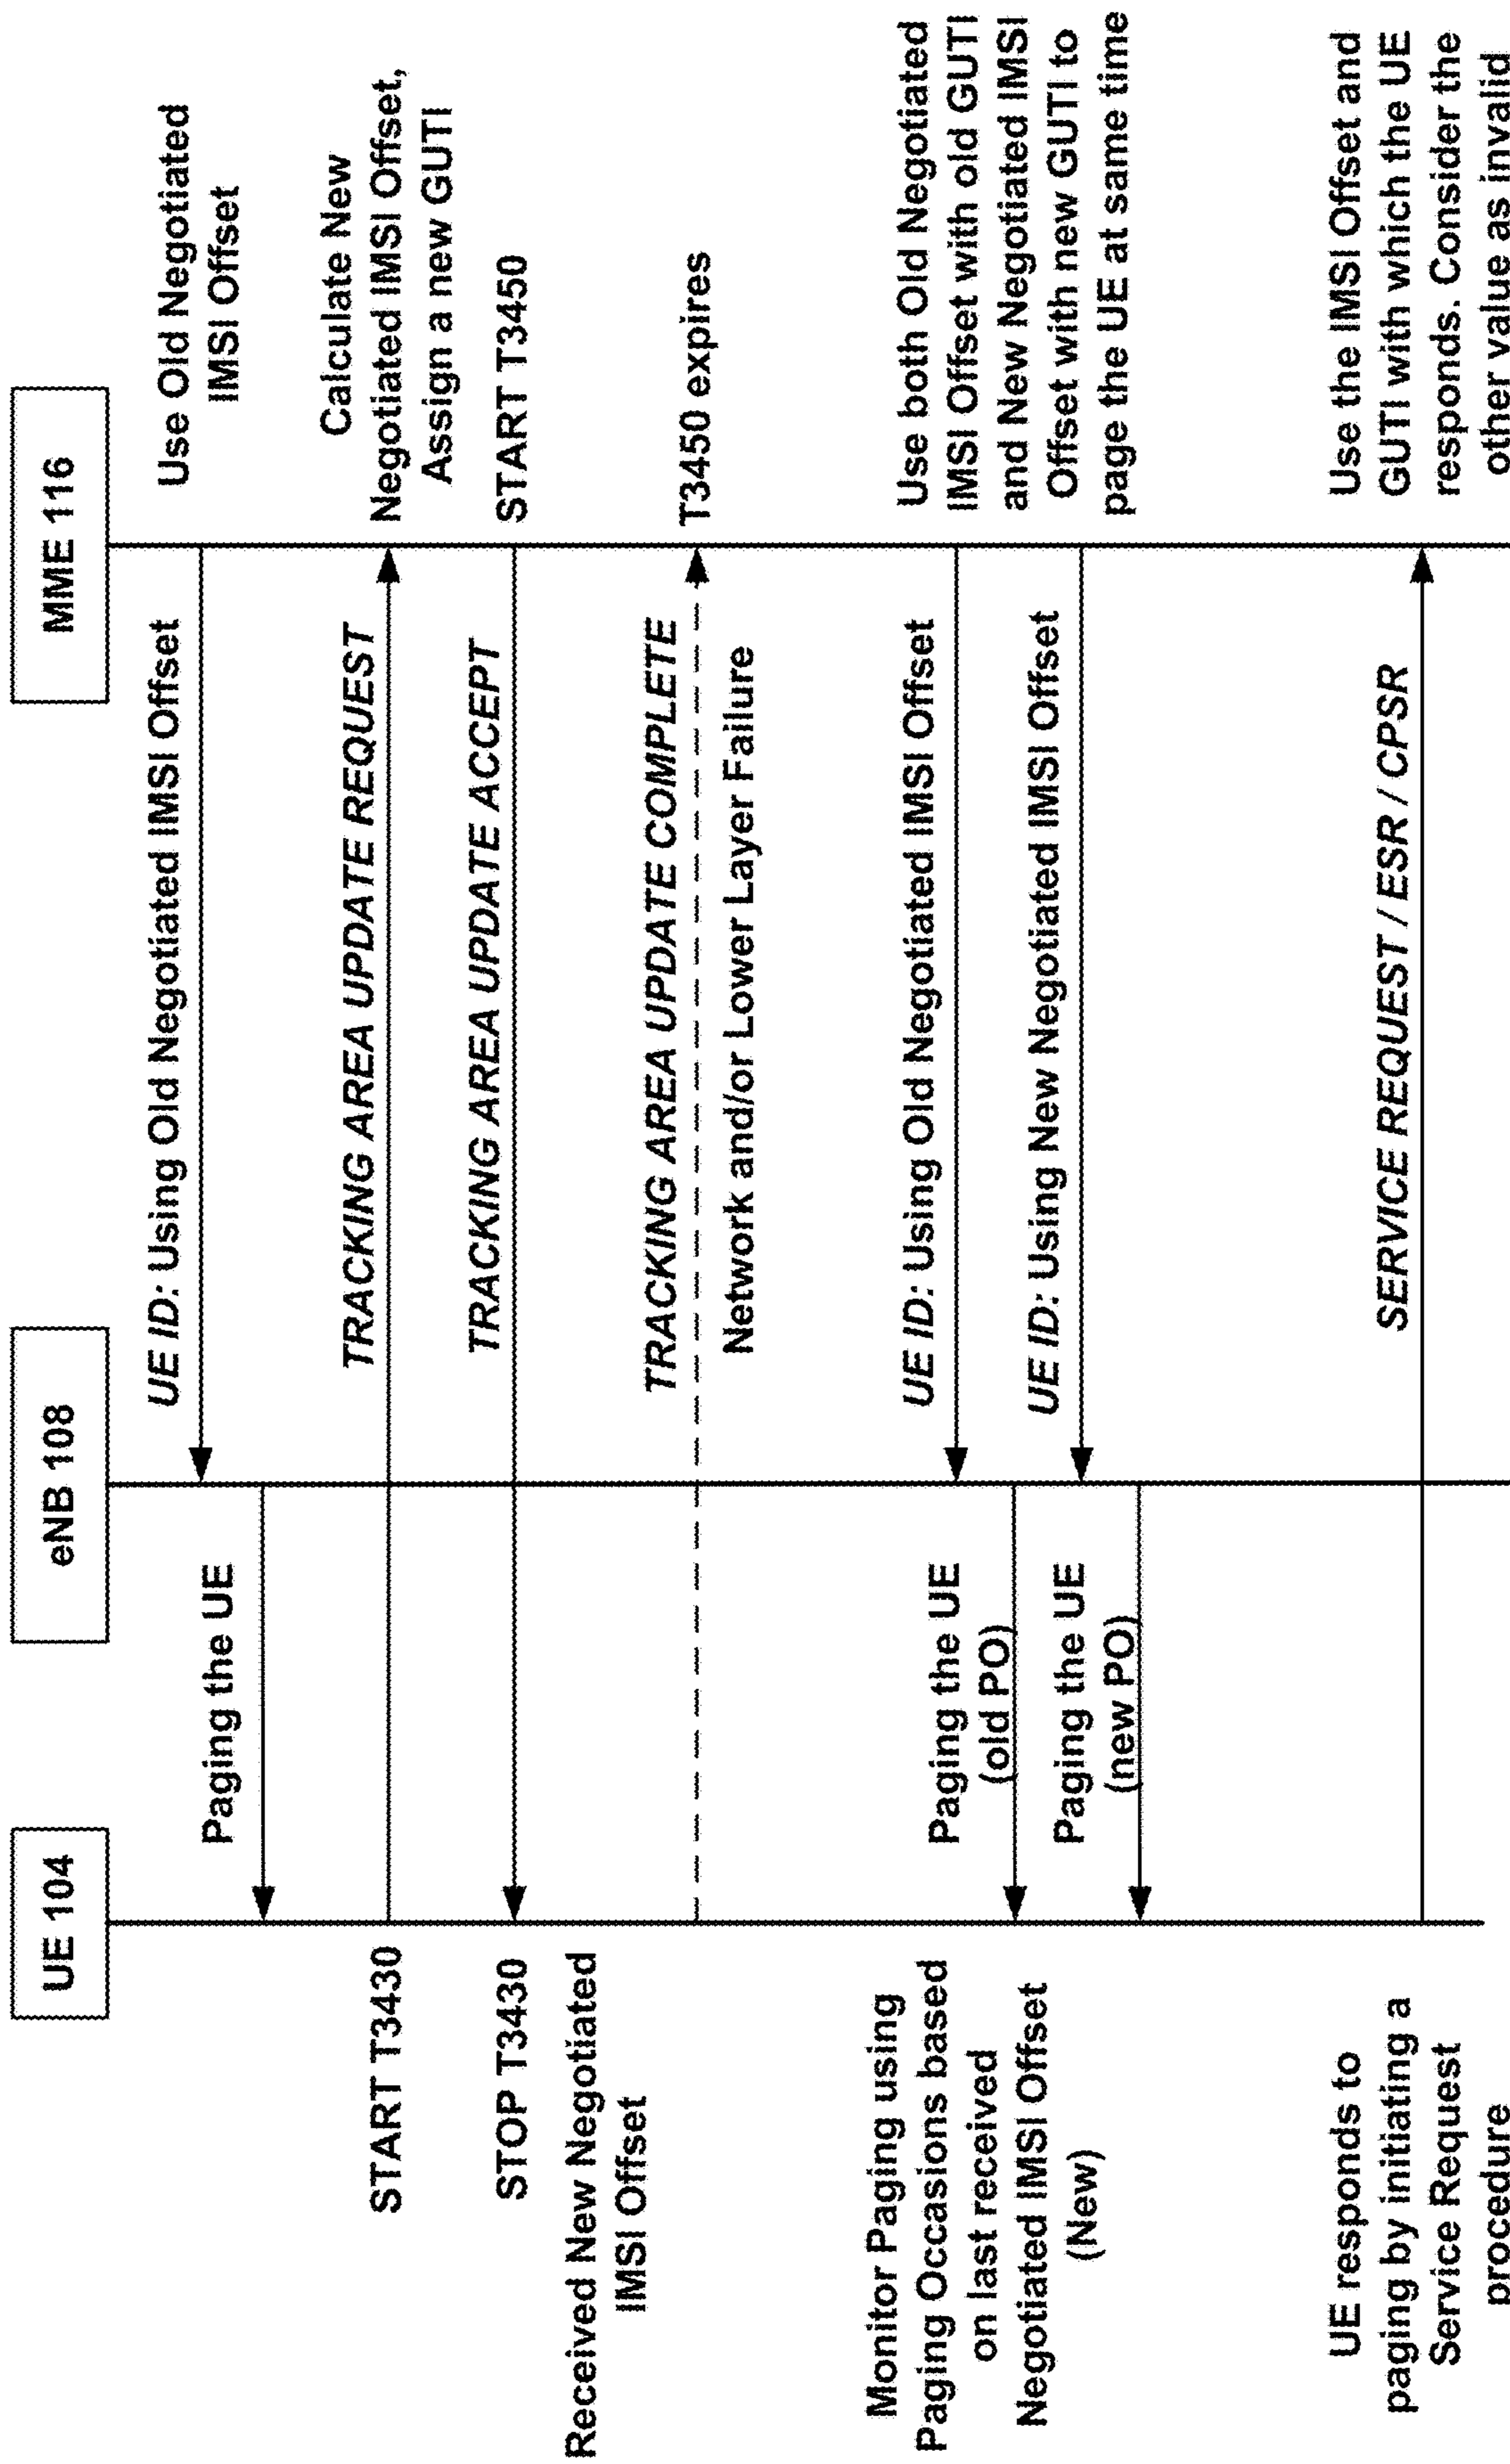 UE 104
eNB 108
MME 116
UE ID: Using Old Negotiated IMSI Offset
Use Old Negotiated
IMSI Offset
Paging the UE
START T3430
TRACKING AREA UPDATE REQUEST
Calculate New
Negotiated IMSI Offset,
Assign a new GUTI
STOP T3430
TRACKING AREA UPDATE ACCEPT
START T3450
Received New Negotiated
IMSI Offset
TRACKING AREA UPDATE COMPLETE
T3450 expires
Network and/or Lower Layer Failure
Monitor Paging using
Paging Occasions based
on last received
Negotiated IMSI Offset
(New)
UE ID: Using Old Negotiated IMSI Offset
Use both Old Negotiated
IMSI Offset with old GUTI
and New Negotiated IMSI
Offset with new GUTI to
page the UE at same time
Paging the UE
(old PO)
UE ID: Using New Negotiated IMSI Offset
Paging the UE
(new PO)
UE responds to
paging by initiating a
Service Request
procedure
SERVICE REQUEST / ESR / CPSR
Use the IMSI Offset and
GUTI with which the UE
responds. Consider the
other value as invalid